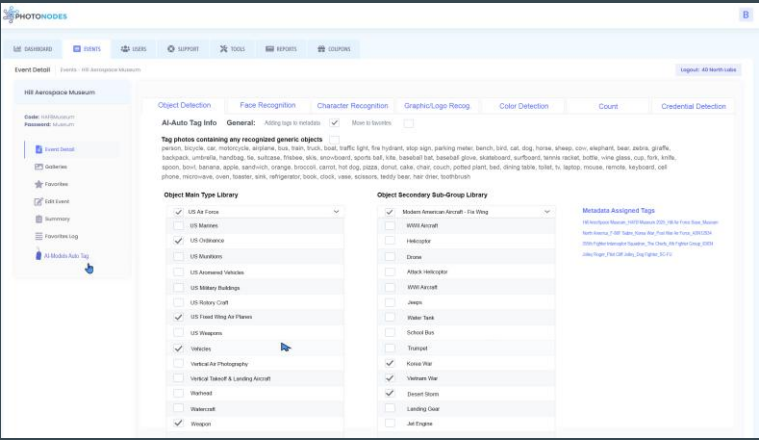 PHOTONODES
B
DASHBOARD EVENTS USERS SUPPORT TOOLS REPORTS COUPONS
Event Detail Events - Hill Aerospace Museum
Logout: 40 North Labs
Hill Aerospace Museum
Code: HAFBMuseum
Password: Museum
Event Detail
Galleries
Favorites
Edit Event
Summary
Favorites Log
AI Models Auto Tag
Object Detection Face Recognition Character Recognition Graphic/Logo Recog. Color Detection Count Credential Detection
AI-Auto Tag Info General: Adding tags to metadata Move to favorites
Tag photos containing any recognized generic objects
person, bicycle, car, motorcycle, airplane, bus, train, truck, boat, traffic light, fire hydrant, stop sign, parking meter, bench, bird, cat, dog, horse, sheep, cow, elephant, bear, zebra, giraffe,
backpack, umbrella, handbag, tie, suitcase, frisbee, skis, snowboard, sports ball, kite, baseball bat, baseball glove, skateboard, surfboard, tennis racket, bottle, wine glass, cup, fork, knife,
spoon, bowl, banana, apple, sandwich, orange, broccoli, carrot, hot dog, pizza, donut, cake, chair, couch, potted plant, bed, dining table, toilet, tv, laptop, mouse, remote, keyboard, cell
phone, microwave, oven, toaster, sink, refrigerator, book, clock, vase, scissors, teddy bear, hair drier, toothbrush
Object Main Type Library
US Air Force
US Marines
US Ordinance
US Munitions
US Aromered Vehicles
US Military Buildings
US Rotary Craft
US Fixed Wing Air Planes
US Weapons
Vehicles
Vertical Air Photography
Vertical Takeoff & Landing Aircraft
Warhead
Watercraft
Weapon
Object Secondary Sub-Group Library
Modern American Aircraft - Fix Wing
WWII Aircraft
Helicopter
Drone
Attack Helicopter
WWI Aircraft
Jeeps
Water Tank
School Bus
Trumpet
Korea War
Vietnam War
Desert Storm
Landing Gear
Jet Engine
Metadata Assigned Tags